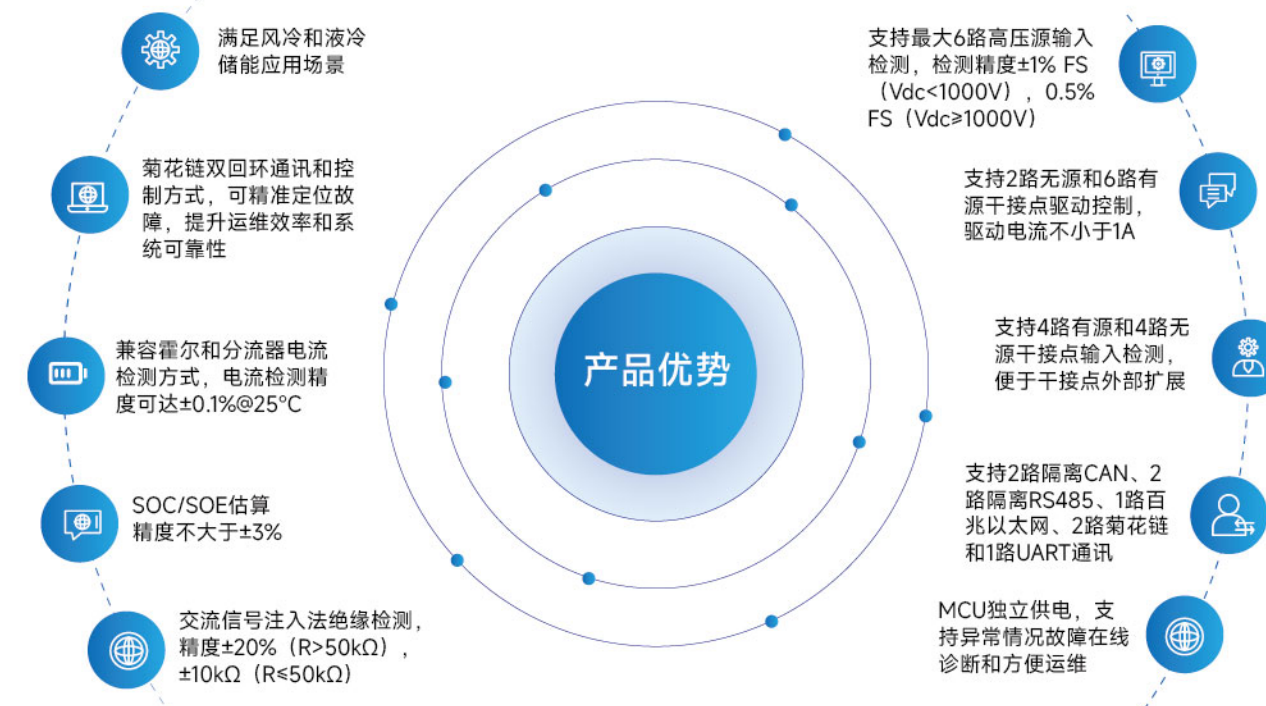 满足风冷和液冷
储能应用场景
菊花链双回环通讯和控
制方式，可精准定位故
障，提升运维效率和系
统可靠性
兼容霍尔和分流器电流
检测方式，电流检测精
度可达±0.1%@25°C
SOC/SOE估算
精度不大于±3%
交流信号注入法绝缘检测，
精度±20%（R>50kΩ），
±10kΩ（R≤50kΩ）
产品优势
支持最大6路高压源输入
检测，检测精度±1% FS
（Vdc<1000V），0.5%
FS（Vdc≥1000V）
支持2路无源和6路有
源干接点驱动控制，
驱动电流不小于1A
支持4路有源和4路无
源干接点输入检测，
便于干接点外部扩展
支持2路隔离CAN、2
路隔离RS485、1路百
兆以太网、2路菊花链
和1路UART通讯
MCU独立供电，支
持异常情况故障在线
诊断和方便运维